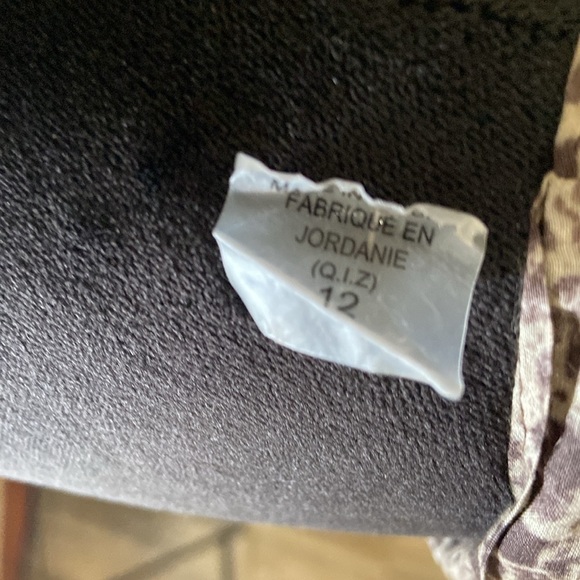 FABRIQUE EN
JORDANIE
(Q.I.Z)
12